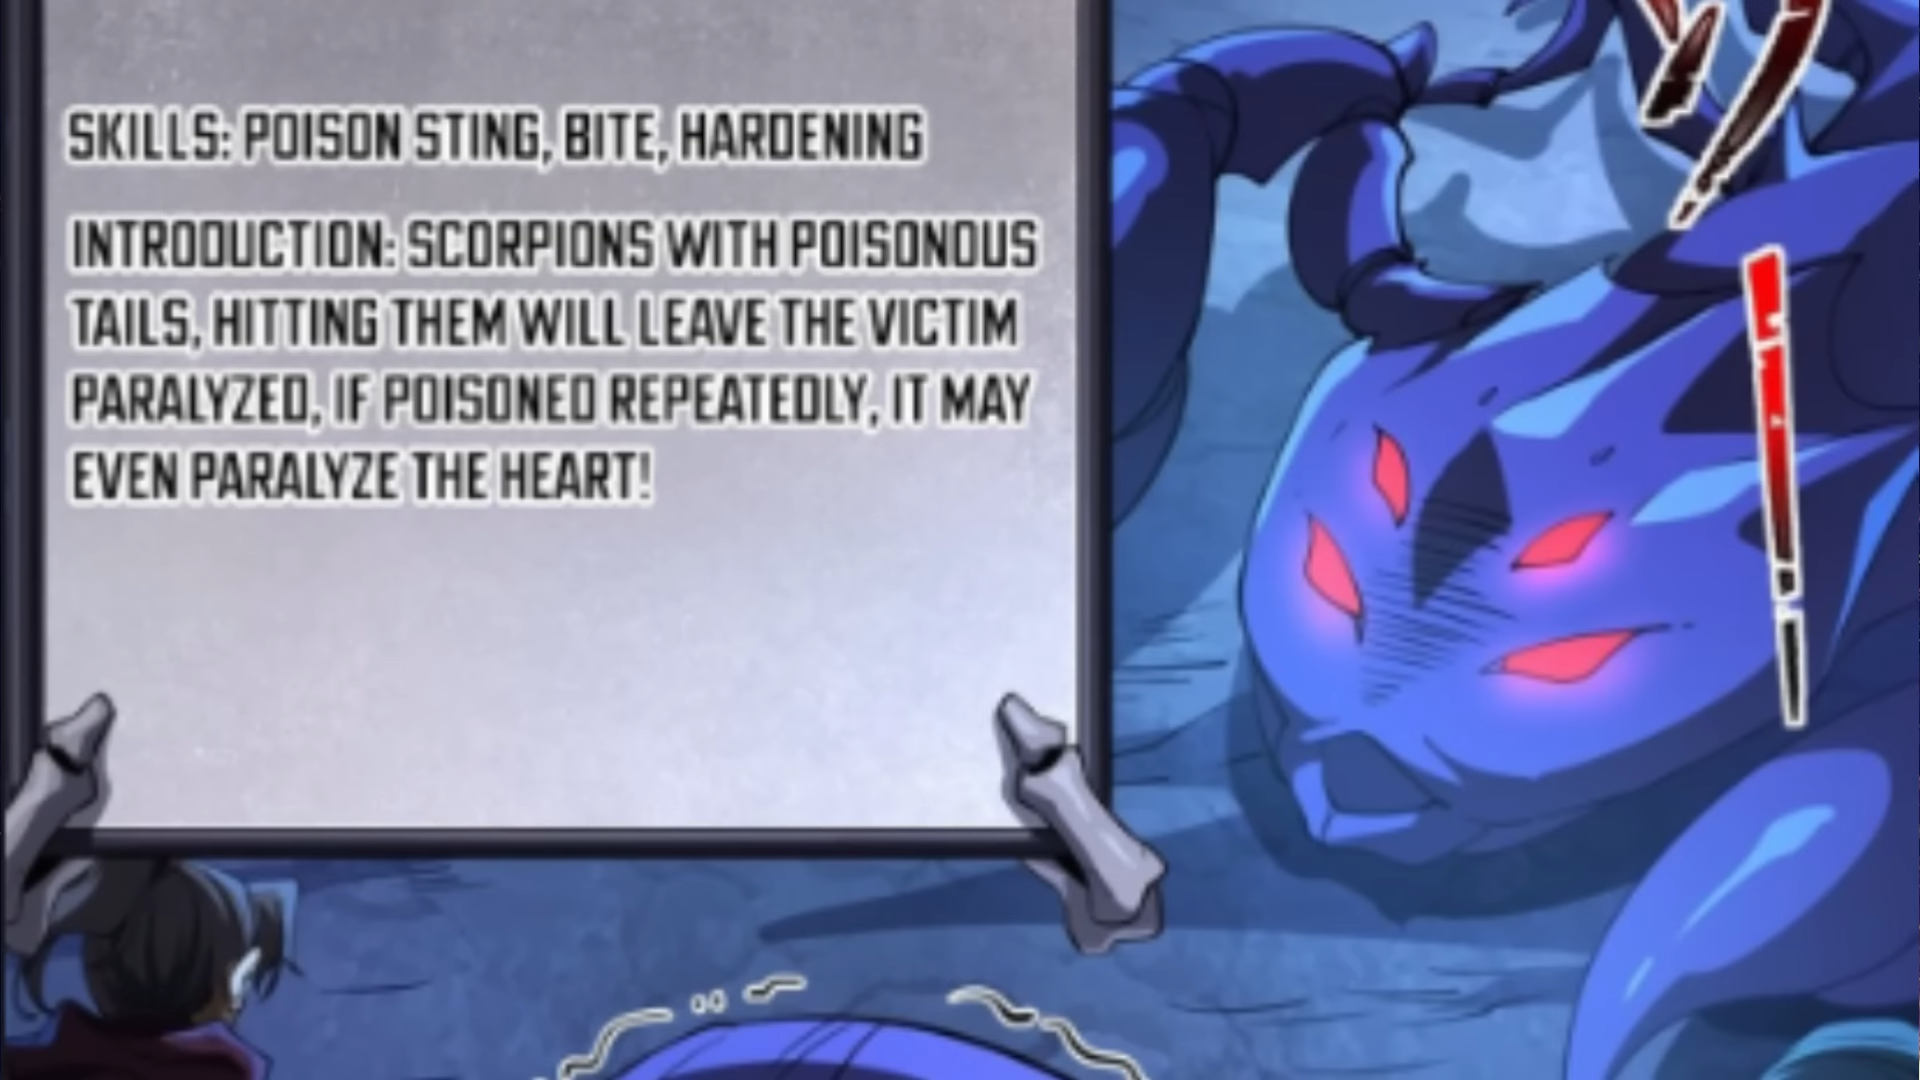 SKILLS: POISON STING, BITE, HARDENING
INTRODUCTION: SCORPIONS WITH POISONOUS
TAILS, HITTING THEM WILL LEAVE THE VICTIM
PARALYZED, IF POISONED REPEATEDLY, IT MAY
EVEN PARALYZE THE HEART!